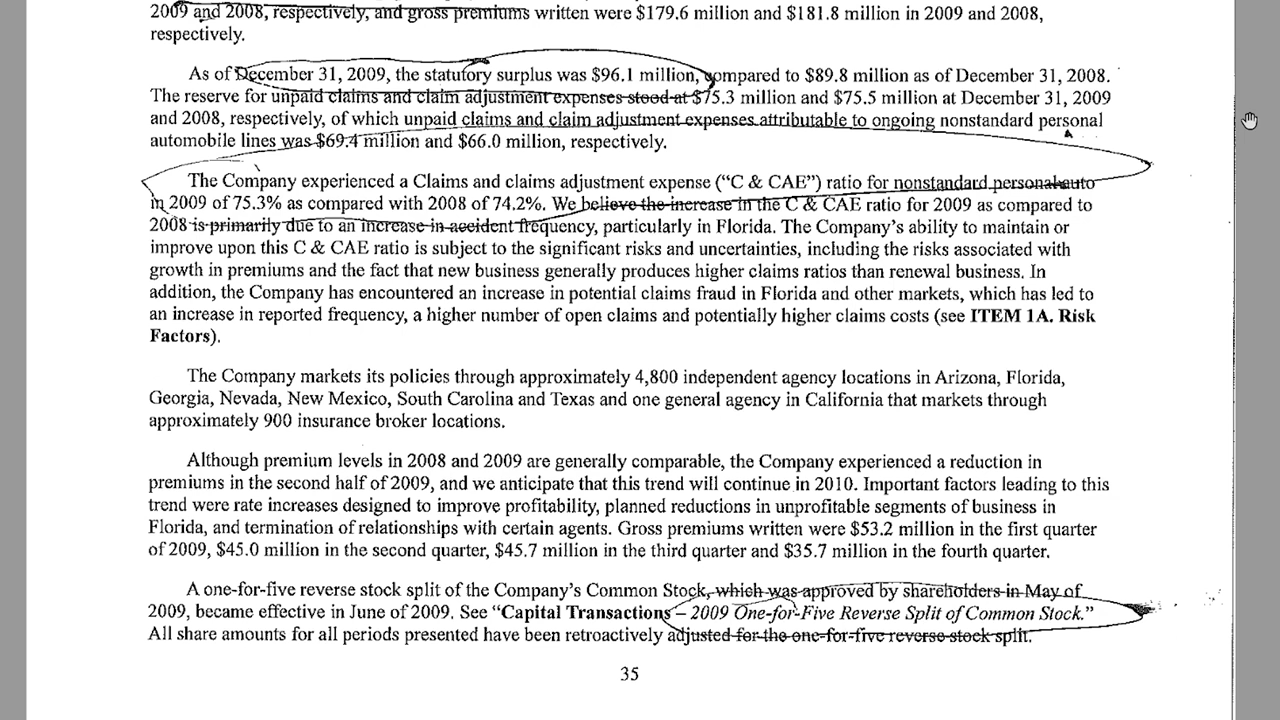 2009 and 2008, respectively, and gross premiums written were $179.6 million and $181.8 million in 2009 and 2008,
respectively.
As of December 31, 2009, the statutory surplus was $96.1 million, compared to $89.8 million as of December 31, 2008.
The reserve for unpaid claims and claim adjustment expenses stood at $75.3 million and $75.5 million at December 31, 2009
and 2008, respectively, of which unpaid claims and claim adjustment expenses attributable to ongoing nonstandard personal
automobile lines was $69.4 million and $66.0 million, respectively.
The Company experienced a Claims and claims adjustment expense (“C & CAE”) ratio for nonstandard personal auto
in 2009 of 75.3% as compared with 2008 of 74.2%. We believe the increase in the C & CAE ratio for 2009 as compared to
2008 is primarily due to an increase in accident frequency, particularly in Florida. The Company’s ability to maintain or
improve upon this C & CAE ratio is subject to the significant risks and uncertainties, including the risks associated with
growth in premiums and the fact that new business generally produces higher claims ratios than renewal business. In
addition, the Company has encountered an increase in potential claims fraud in Florida and other markets, which has led to
an increase in reported frequency, a higher number of open claims and potentially higher claims costs (see ITEM 1A. Risk
Factors).
The Company markets its policies through approximately 4,800 independent agency locations in Arizona, Florida,
Georgia, Nevada, New Mexico, South Carolina and Texas and one general agency in California that markets through
approximately 900 insurance broker locations.
Although premium levels in 2008 and 2009 are generally comparable, the Company experienced a reduction in
premiums in the second half of 2009, and we anticipate that this trend will continue in 2010. Important factors leading to this
trend were rate increases designed to improve profitability, planned reductions in unprofitable segments of business in
Florida, and termination of relationships with certain agents. Gross premiums written were $53.2 million in the first quarter
of 2009, $45.0 million in the second quarter, $45.7 million in the third quarter and $35.7 million in the fourth quarter.
A one-for-five reverse stock split of the Company’s Common Stock, which was approved by shareholders in May of
2009, became effective in June of 2009. See “Capital Transactions – 2009 One-for-Five Reverse Split of Common Stock.”
All share amounts for all periods presented have been retroactively adjusted for the one-for-five reverse stock split.
35